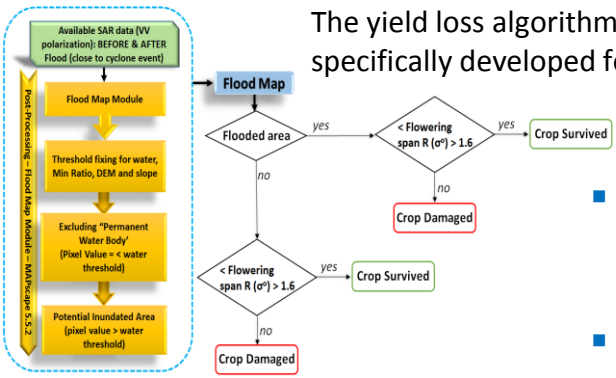 The yield loss algorithm
specifically developed f
Available SAR data (VV
polarization): BEFORE & AFTER
Flood (close to cyclone event)
Post-Processing – Flood Map Module – MAPscape 5.5.2
Flood Map Module
Threshold fixing for water,
Min Ratio, DEM and slope
Excluding “Permanent
Water Body’
(Pixel Value = < water
threshold)
Potential Inundated Area
(pixel value > water
threshold)
Flood Map
Flooded area
yes
< Flowering
span R (σ⁰) > 1.6
yes
Crop Survived
no
Crop Damaged
no
< Flowering
span R (σ⁰) > 1.6
yes
Crop Survived
no
Crop Damaged